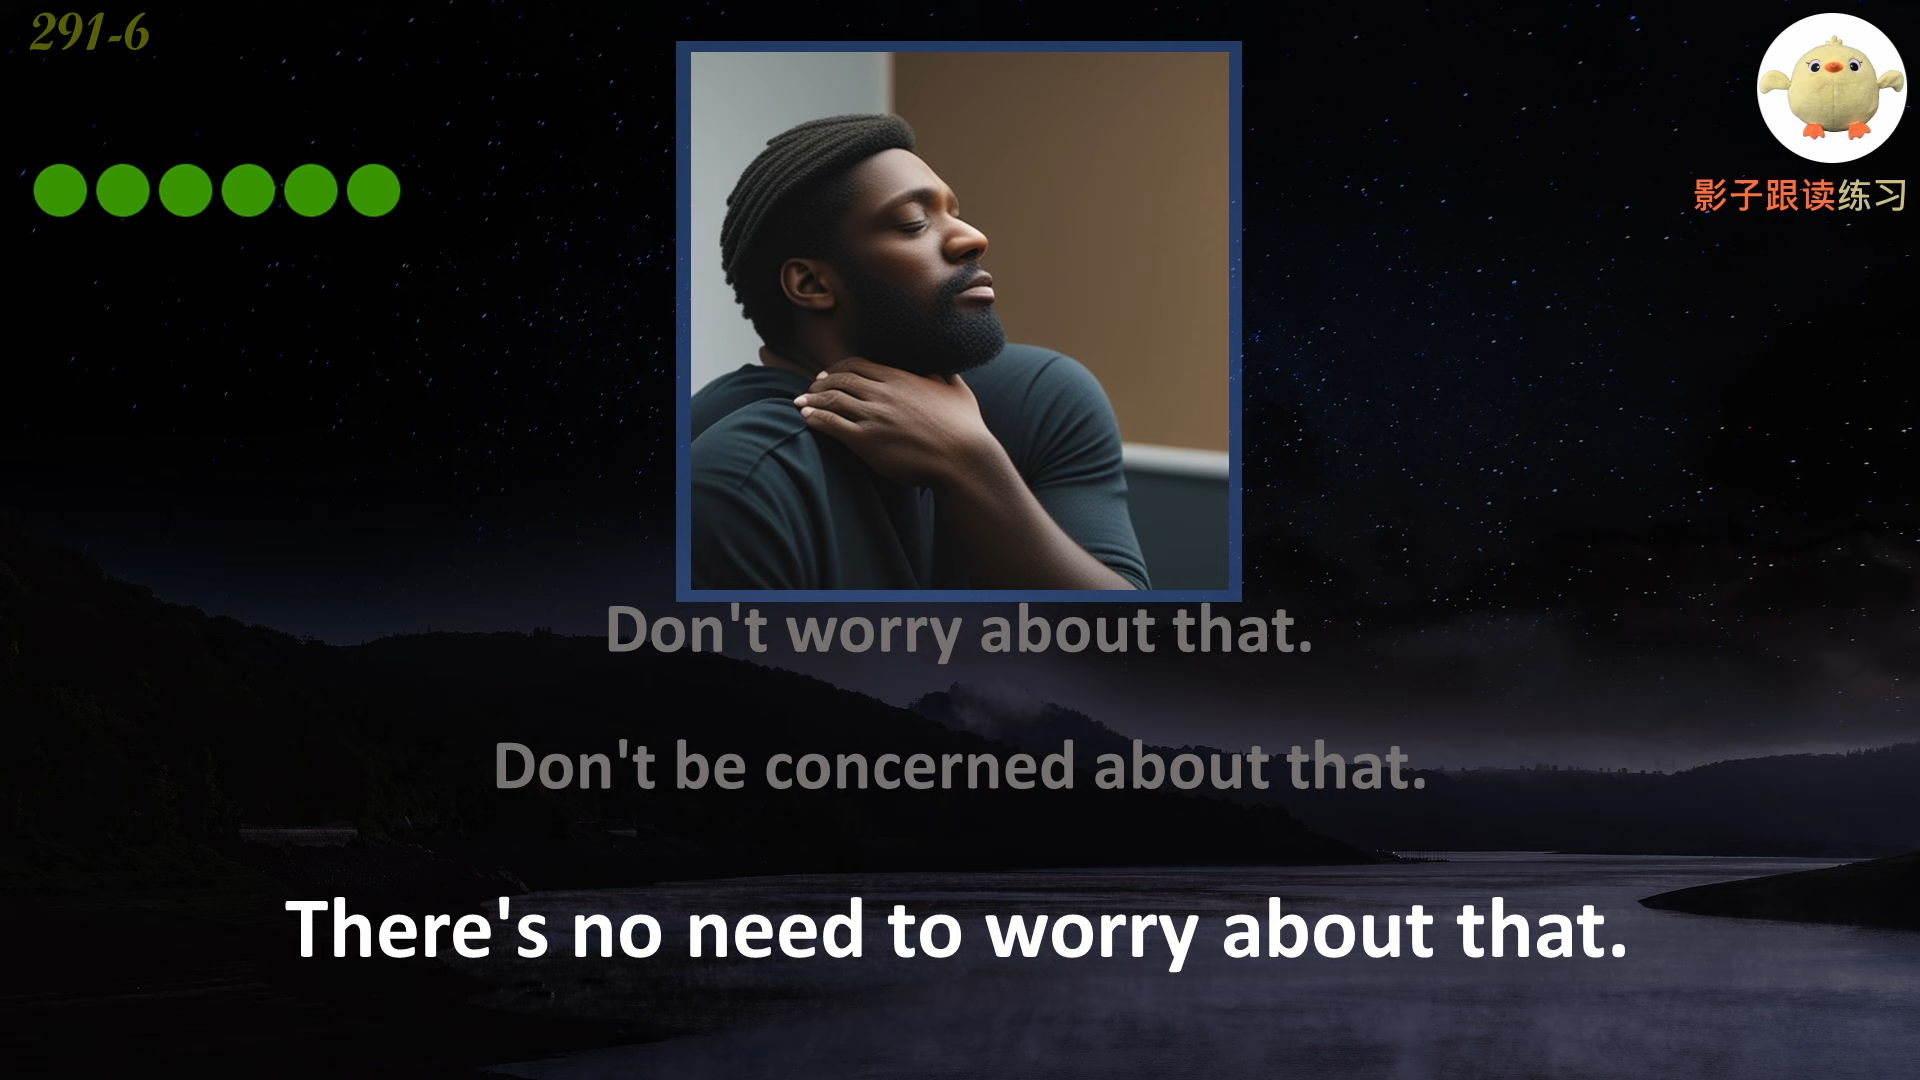 291-6
影子跟读练习
Don't worry about that.
Don't be concerned about that.
There's no need to worry about that.